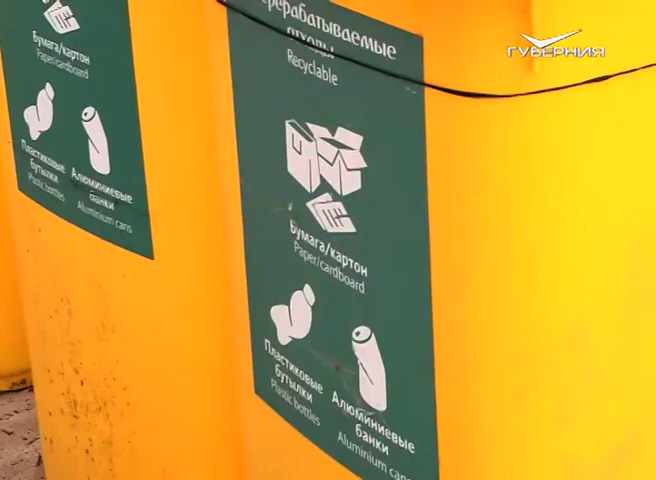 Бумага/картон
Paper/cardboard
Пластиковые
бутылки
Plastic bottles
Алюминиевые
банки
Aluminium cans
перерабатываемые
отходы
Recyclable
Бумага/картон
Paper/cardboard
Пластиковые
бутылки
Plastic bottles
Алюминиевые
банки
Aluminium cans
ГУБЕРНИЯ